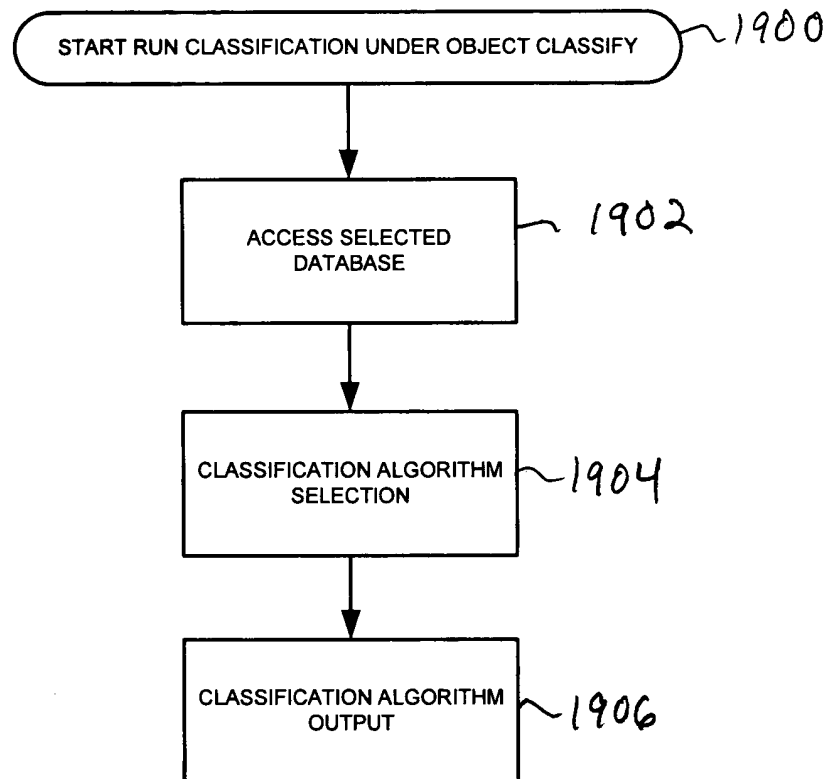 START RUN CLASSIFICATION UNDER OBJECT CLASSIFY
1900
ACCESS SELECTED
DATABASE
1902
CLASSIFICATION ALGORITHM
SELECTION
1904
CLASSIFICATION ALGORITHM
OUTPUT
1906